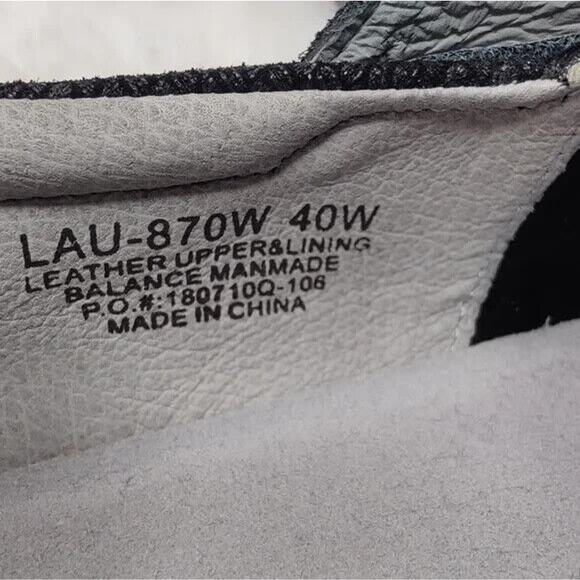 LAU-870W 40W
LEATHER UPPER&LINING
BALANCE MANMADE
P.O.#:180710Q-106
MADE IN CHINA